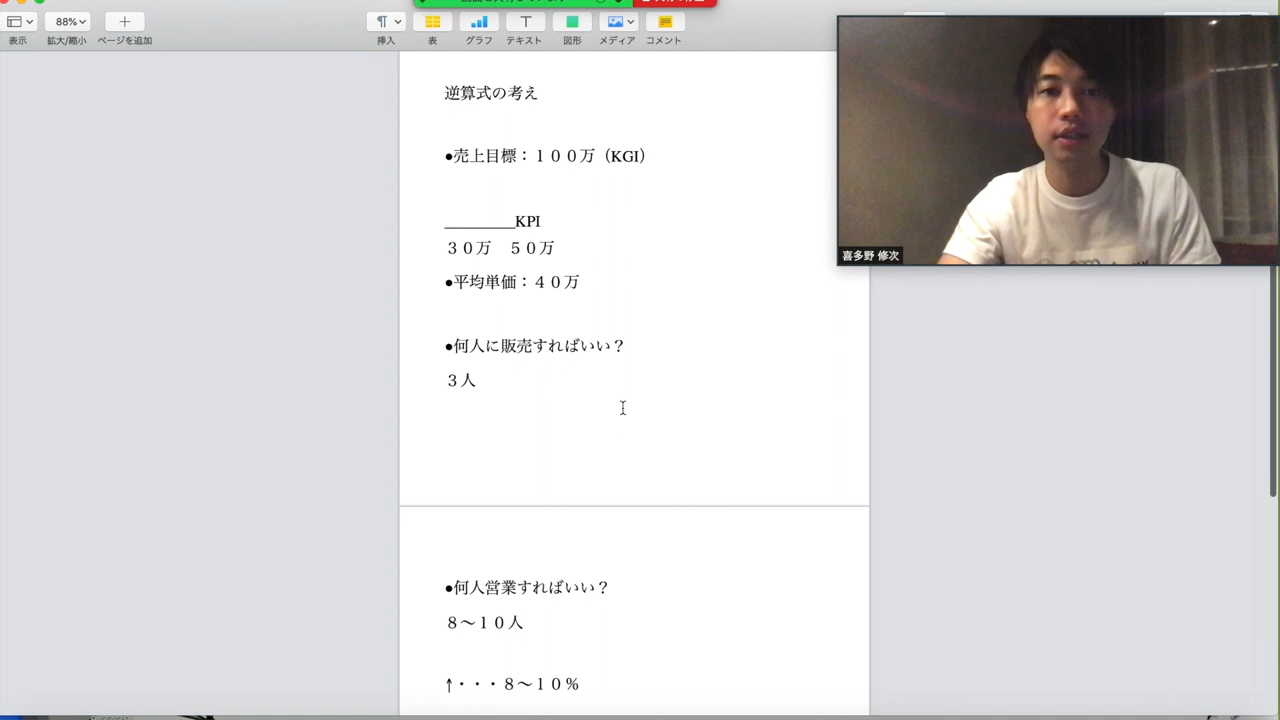 88%
表示
拡大/縮小
ページを追加
挿入
表
グラフ
テキスト
図形
メディア
コメント
逆算式の考え
●売上目標：１００万（KGI）
_________KPI
３０万　５０万
●平均単価：４０万
●何人に販売すればいい？
３人
●何人営業すればいい？
８〜１０人
↑・・・８〜１０％
喜多野 修次